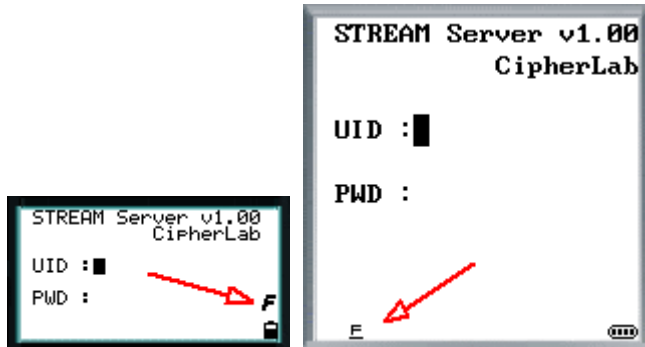 STREAM Server v1.00
CipherLab
UID :
PWD :
F
STREAM Server v1.00
CipherLab
UID :
PWD :
F